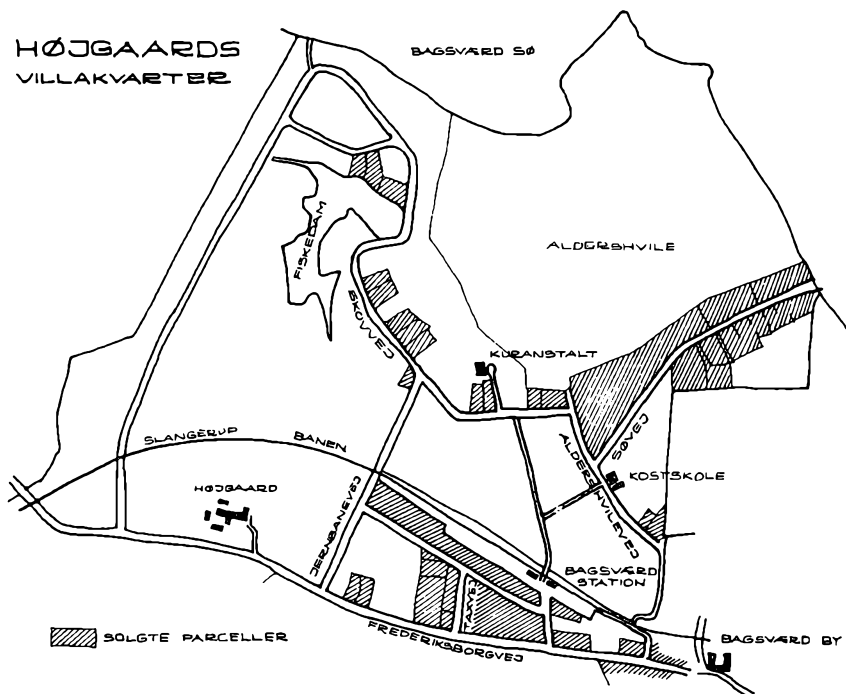 HØJGAARDS
VILLAKVARTER
BAGSVÆRD SØ
ALDERSHVILE
FISKEDAM
SKOVVEJ
KURANSTALT
SLANGERUP BANEN
SØVEJ
ALDERSHVILEVEJ
KOSTSKOLE
HØJGAARD
JERNBANEVEJ
BAGSVÆRD
STATION
TAXVEJ
FREDERIKSBORGVEJ
SOLGTE PARCELLER
BAGSVÆRD BY